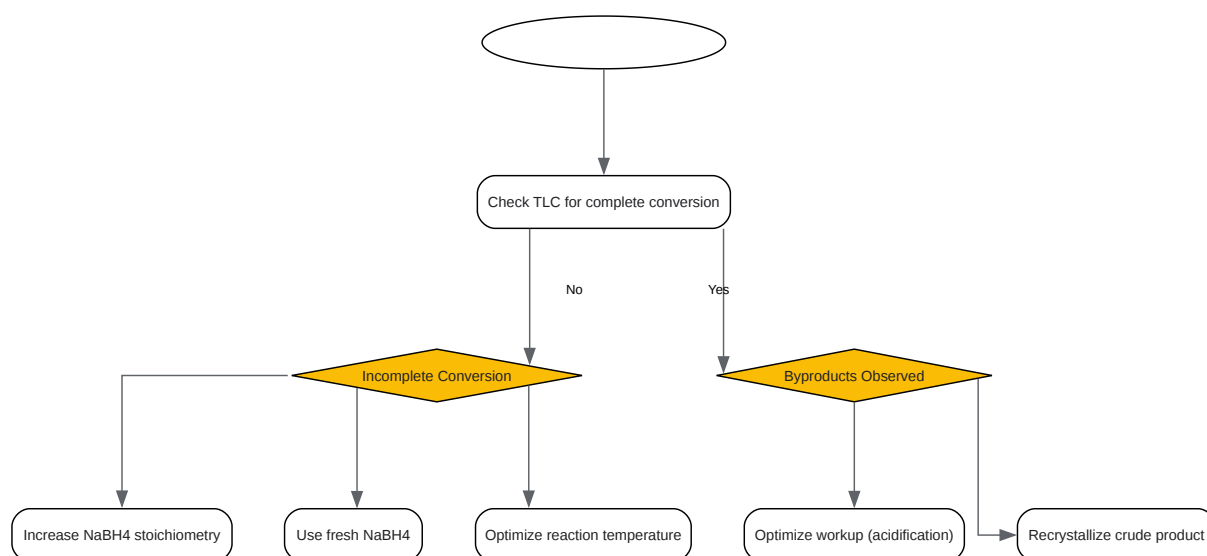 Check TLC for complete conversion
No
Yes
Incomplete Conversion
Byproducts Observed
Increase NaBH4 stoichiometry
Use fresh NaBH4
Optimize reaction temperature
Optimize workup (acidification)
Recrystallize crude product